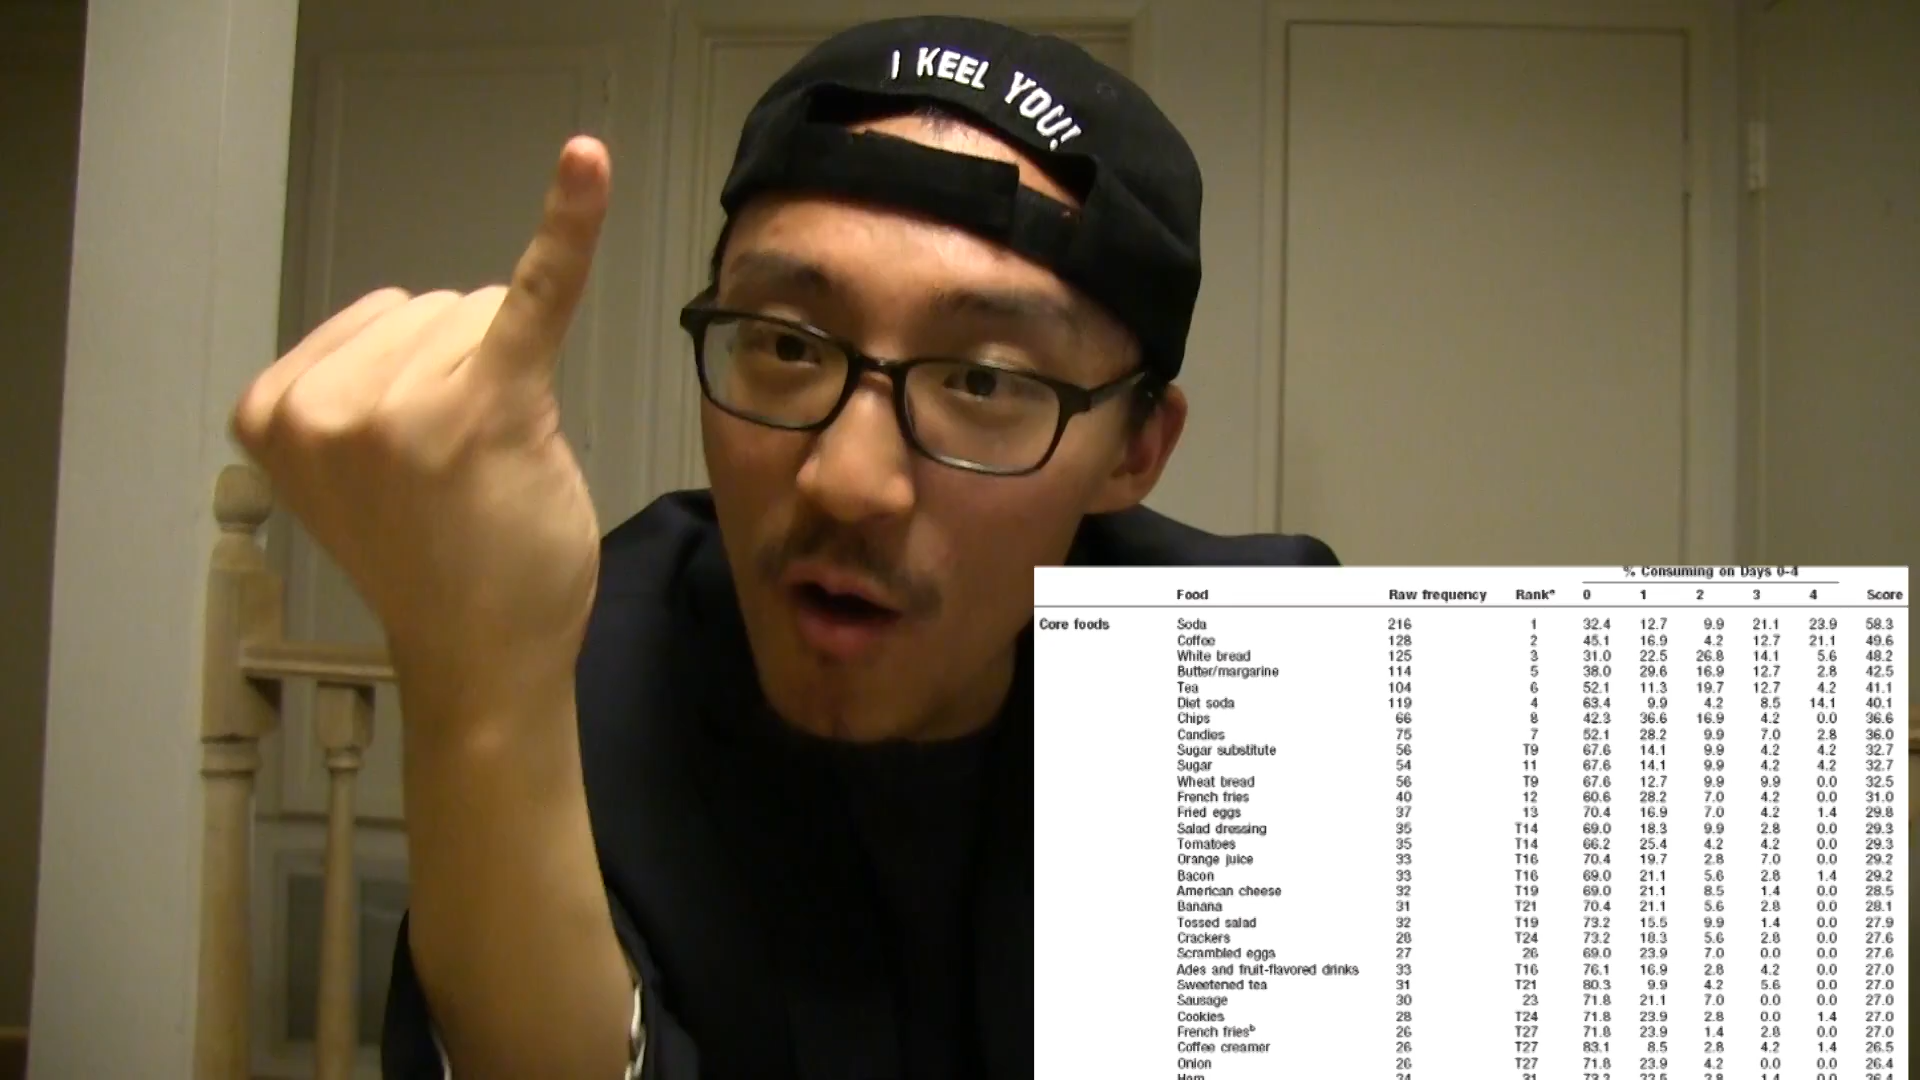 I KEEL YOU!
% Consuming on Days 0-4
Food Raw frequency Rankª 0 1 2 3 4 Score
Core foods Soda 216 1 32.4 12.7 9.9 21.1 23.9 58.3
Coffee 128 2 45.1 16.9 4.2 12.7 21.1 49.6
White bread 125 3 31.0 22.5 26.8 14.1 5.6 48.2
Butter/margarine 114 5 38.0 29.6 16.9 12.7 2.8 42.5
Tea 104 6 52.1 11.3 19.7 12.7 4.2 41.1
Diet soda 119 4 63.4 9.9 4.2 8.5 14.1 40.1
Chips 66 8 42.3 36.6 16.9 4.2 0.0 36.6
Candies 75 7 52.1 28.2 9.9 7.0 2.8 36.0
Sugar substitute 56 T9 67.6 14.1 9.9 4.2 4.2 32.7
Sugar 54 11 67.6 14.1 9.9 4.2 4.2 32.7
Wheat bread 56 T9 67.6 12.7 9.9 9.9 0.0 32.5
French fries 40 12 60.6 28.2 7.0 4.2 0.0 31.0
Fried eggs 37 13 70.4 16.9 7.0 4.2 1.4 29.8
Salad dressing 35 T14 69.0 18.3 9.9 2.8 0.0 29.3
Tomatoes 35 T14 66.2 25.4 4.2 4.2 0.0 29.3
Orange juice 33 T16 70.4 19.7 2.8 7.0 0.0 29.2
Bacon 33 T16 69.0 21.1 5.6 2.8 1.4 29.2
American cheese 32 T19 69.0 21.1 8.5 1.4 0.0 28.5
Banana 31 T21 70.4 21.1 5.6 2.8 0.0 28.1
Tossed salad 32 T19 73.2 15.5 9.9 1.4 0.0 27.9
Crackers 28 T24 73.2 18.3 5.6 2.8 0.0 27.6
Scrambled eggs 27 26 69.0 23.9 7.0 0.0 0.0 27.6
Ades and fruit-flavored drinks 33 T16 76.1 16.9 2.8 4.2 0.0 27.0
Sweetened tea 31 T21 80.3 9.9 4.2 5.6 0.0 27.0
Sausage 30 23 71.8 21.1 7.0 0.0 0.0 27.0
Cookies 28 T24 71.8 23.9 2.8 0.0 1.4 27.0
French friesᵇ 26 T27 71.8 23.9 1.4 2.8 0.0 27.0
Coffee creamer 26 T27 83.1 8.5 2.8 4.2 1.4 26.5
Onion 26 T27 71.8 23.9 4.2 0.0 0.0 26.4
Ham